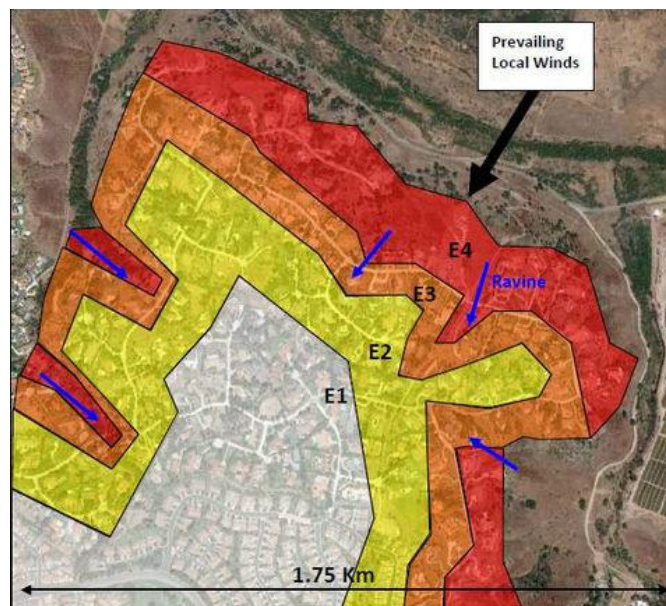 Prevailing
Local Winds
E4
Ravine
E3
E2
E1
1.75 Km